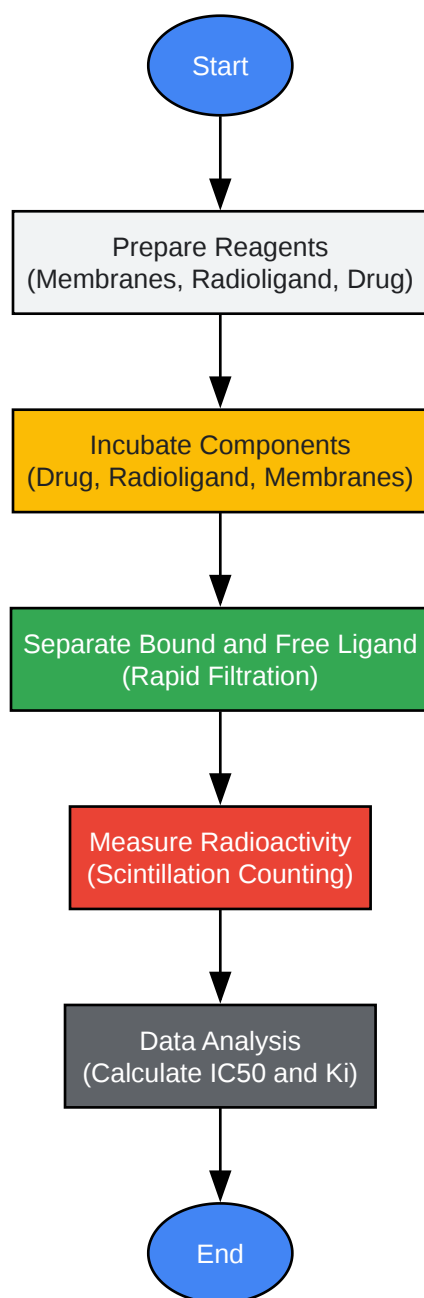 Start
Prepare Reagents
(Membranes, Radioligand, Drug)
Incubate Components
(Drug, Radioligand, Membranes)
Separate Bound and Free Ligand
(Rapid Filtration)
Measure Radioactivity
(Scintillation Counting)
Data Analysis
(Calculate IC50 and Ki)
End